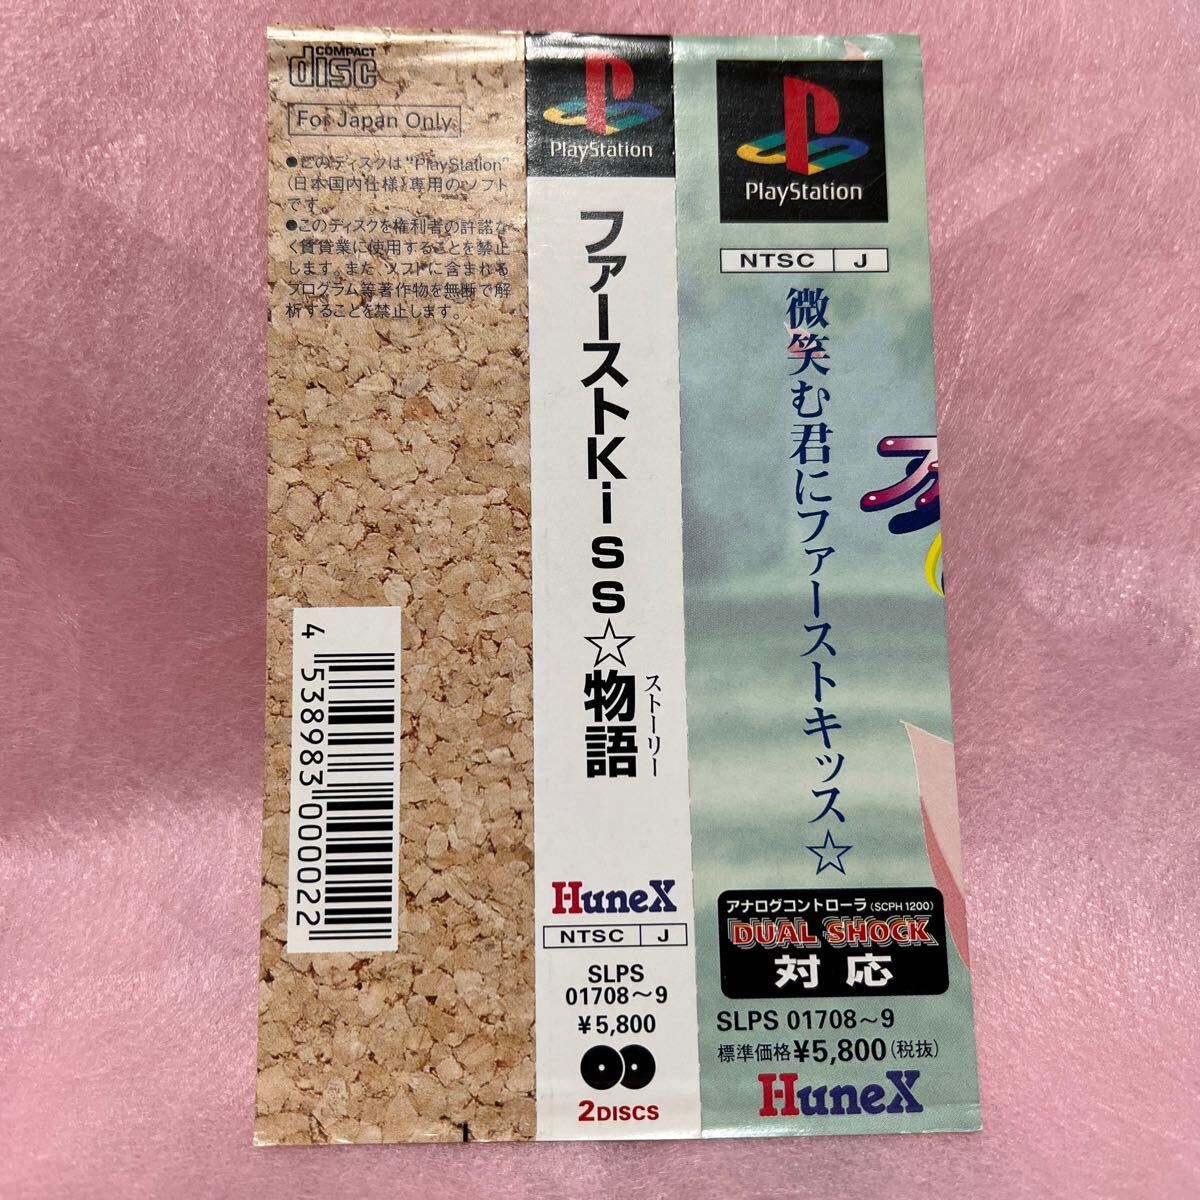 COMPACT
disc
For Japan Only
●このディスクは"PlayStation"
(日本国内仕様)専用のソフト
です。
●このディスクを権利者の許諾な
く賃貸業に使用することを禁止
します。また、ソフトに含まれる
プログラム等著作物を無断で解
析することを禁止します。
4 538983 000022
PlayStation
ファーストKiss☆物語
ストーリー
HuneX
NTSC J
SLPS
01708～9
¥5,800
2DISCS
PlayStation
NTSC J
微笑む君にファーストキッス☆
アナログコントローラ(SCPH 1200)
DUAL SHOCK
対応
SLPS 01708～9
標準価格¥5,800(税抜)
HuneX